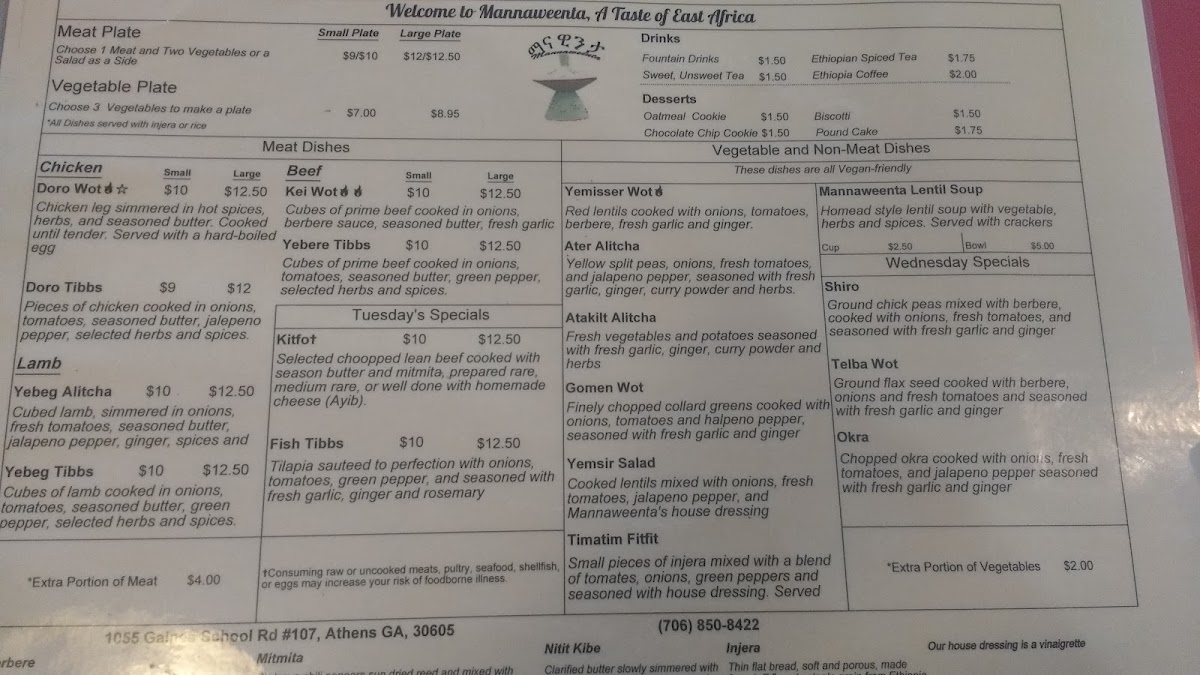 Welcome to Mannaweenta, A Taste of East Africa
Meat Plate
Small Plate Large Plate
Choose 1 Meat and Two Vegetables or a
Salad as a Side
$9/$10 $12/$12.50
Vegetable Plate
Choose 3 Vegetables to make a plate
$7.00 $8.95
*All Dishes served with injera or rice
ማናዊንታ
Mannaweenta
Drinks
Fountain Drinks $1.50 Ethiopian Spiced Tea $1.75
Sweet, Unsweet Tea $1.50 Ethiopia Coffee $2.00
Desserts
Oatmeal Cookie $1.50 Biscotti $1.50
Chocolate Chip Cookie $1.50 Pound Cake $1.75
Meat Dishes
Chicken Small Large
Doro Wot $10 $12.50
Chicken leg simmered in hot spices,
herbs, and seasoned butter. Cooked
until tender. Served with a hard-boiled
egg
Doro Tibbs $9 $12
Pieces of chicken cooked in onions,
tomatoes, seasoned butter, jalepeno
pepper, selected herbs and spices.
Lamb
Yebeg Alitcha $10 $12.50
Cubed lamb, simmered in onions,
fresh tomatoes, seasoned butter,
jalapeno pepper, ginger, spices and
Yebeg Tibbs $10 $12.50
Cubes of lamb cooked in onions,
tomatoes, seasoned butter, green
pepper, selected herbs and spices.
*Extra Portion of Meat $4.00
Beef Small Large
Kei Wot $10 $12.50
Cubes of prime beef cooked in onions,
berbere sauce, seasoned butter, fresh garlic
Yebere Tibbs $10 $12.50
Cubes of prime beef cooked in onions,
tomatoes, seasoned butter, green pepper,
selected herbs and spices.
Tuesday's Specials
Kitfo† $10 $12.50
Selected choopped lean beef cooked with
season butter and mitmita, prepared rare,
medium rare, or well done with homemade
cheese (Ayib).
Fish Tibbs $10 $12.50
Tilapia sauteed to perfection with onions,
tomatoes, green pepper, and seasoned with
fresh garlic, ginger and rosemary
†Consuming raw or uncooked meats, pultry, seafood, shellfish,
or eggs may increase your risk of foodborne illness.
Vegetable and Non-Meat Dishes
These dishes are all Vegan-friendly
Yemisser Wot
Red lentils cooked with onions, tomatoes,
berbere, fresh garlic and ginger.
Ater Alitcha
Yellow split peas, onions, fresh tomatoes,
and jalapeno pepper, seasoned with fresh
garlic, ginger, curry powder and herbs.
Atakilt Alitcha
Fresh vegetables and potatoes seasoned
with fresh garlic, ginger, curry powder and
herbs
Gomen Wot
Finely chopped collard greens cooked with
onions, tomatoes and halpeno pepper,
seasoned with fresh garlic and ginger
Yemsir Salad
Cooked lentils mixed with onions, fresh
tomatoes, jalapeno pepper, and
Mannaweenta's house dressing
Timatim Fitfit
Small pieces of injera mixed with a blend
of tomatoes, onions, green peppers and
seasoned with house dressing. Served
Mannaweenta Lentil Soup
Homead style lentil soup with vegetable,
herbs and spices. Served with crackers
Cup $2.50 Bowl $5.00
Wednesday Specials
Shiro
Ground chick peas mixed with berbere,
cooked with onions, fresh tomatoes, and
seasoned with fresh garlic and ginger
Telba Wot
Ground flax seed cooked with berbere,
onions and fresh tomatoes and seasoned
with fresh garlic and ginger
Okra
Chopped okra cooked with onions, fresh
tomatoes, and jalapeno pepper seasoned
with fresh garlic and ginger
*Extra Portion of Vegetables $2.00
1055 Gaines School Rd #107, Athens GA, 30605 (706) 850-8422
Mitmita
sun dried reed and mixed with
Nitit Kibe
Clarified butter slowly simmered with
Injera
Thin flat bread, soft and porous, made
Our house dressing is a vinaigrette